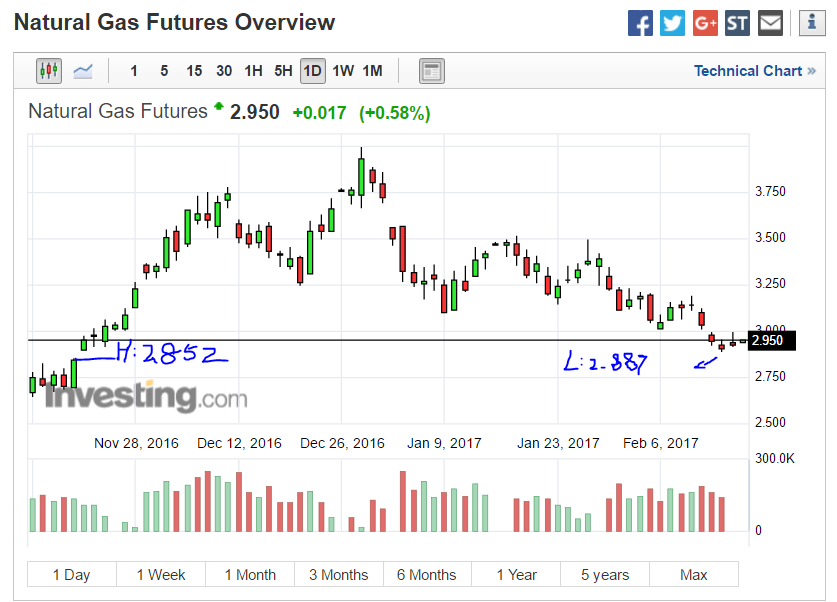 Natural Gas Futures Overview
1 5 15 30 1H 5H 1D 1W 1M
Technical Chart »
Natural Gas Futures 2.950 +0.017 (+0.58%)
3.750
3.500
3.250
3.000
2.950
H:2852
L:2.887
2.750
Investing.com
2.500
Nov 28, 2016 Dec 12, 2016 Dec 26, 2016 Jan 9, 2017 Jan 23, 2017 Feb 6, 2017
300.0K
0
1 Day 1 Week 1 Month 3 Months 6 Months 1 Year 5 years Max
f G+ ST i